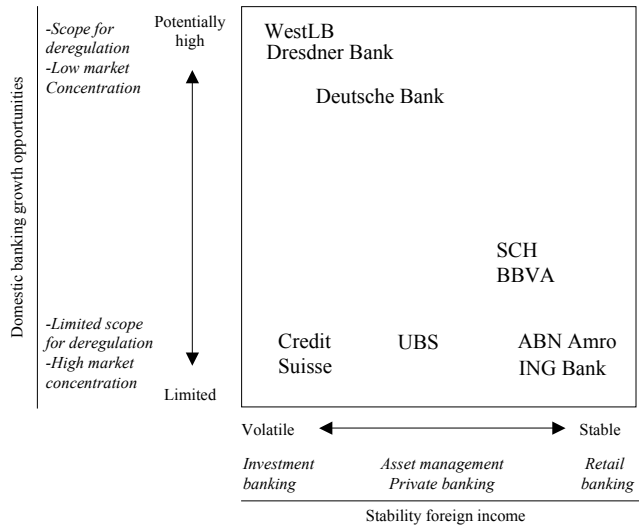 Domestic banking growth opportunities
-Scope for
deregulation
-Low market
Concentration
Potentially
high
-Limited scope
for deregulation
-High market
concentration
Limited
WestLB
Dresdner Bank
Deutsche Bank
SCH
BBVA
Credit
Suisse
UBS
ABN Amro
ING Bank
Volatile
Stable
Investment
banking
Asset management
Private banking
Retail
banking
Stability foreign income